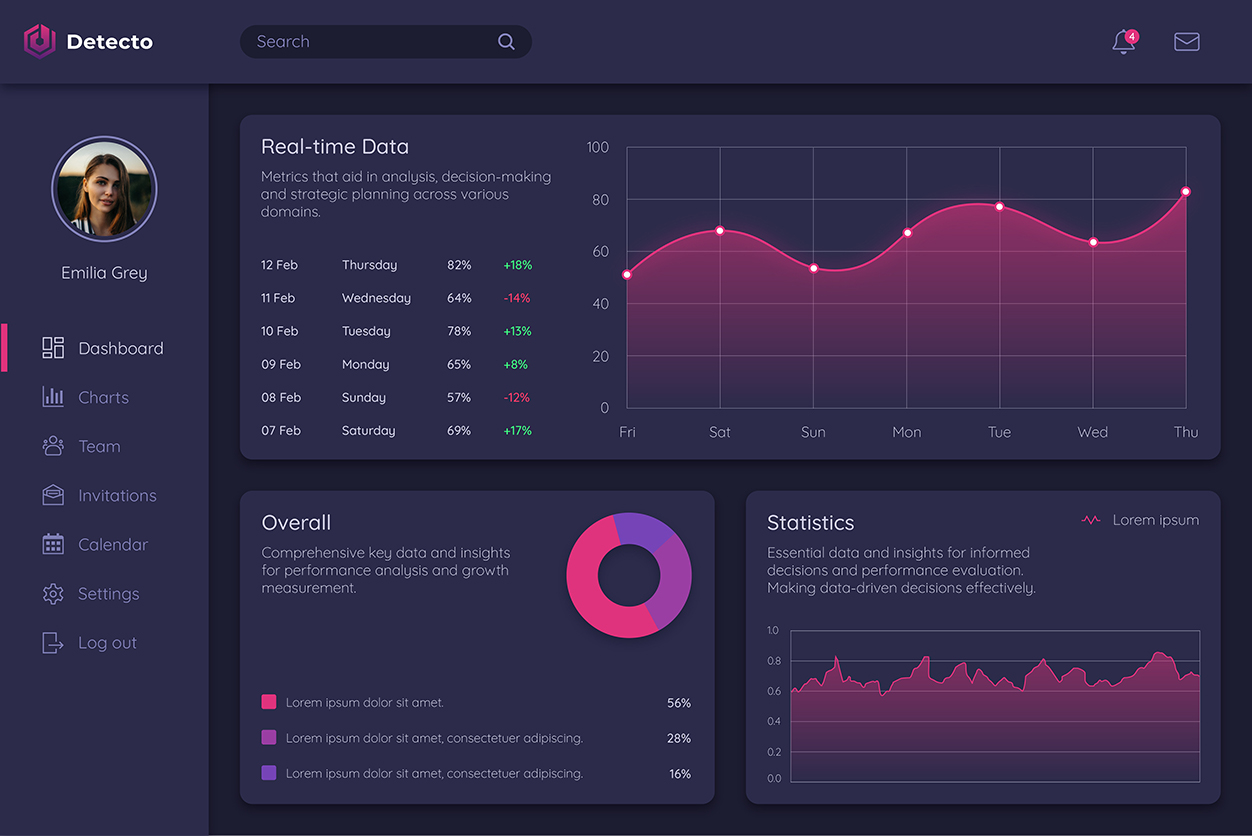 Detecto
Search
4
Emilia Grey
Dashboard
Charts
Team
Invitations
Calendar
Settings
Log out
Real-time Data
Metrics that aid in analysis, decision-making
and strategic planning across various
domains.
12 Feb Thursday 82% +18%
11 Feb Wednesday 64% -14%
10 Feb Tuesday 78% +13%
09 Feb Monday 65% +8%
08 Feb Sunday 57% -12%
07 Feb Saturday 69% +17%
100
80
60
40
20
0
Fri Sat Sun Mon Tue Wed Thu
Overall
Comprehensive key data and insights
for performance analysis and growth
measurement.
Lorem ipsum dolor sit amet. 56%
Lorem ipsum dolor sit amet, consectetuer adipiscing. 28%
Lorem ipsum dolor sit amet, consectetuer adipiscing. 16%
Statistics
Lorem ipsum
Essential data and insights for informed
decisions and performance evaluation.
Making data-driven decisions effectively.
1.0
0.8
0.6
0.4
0.2
0.0